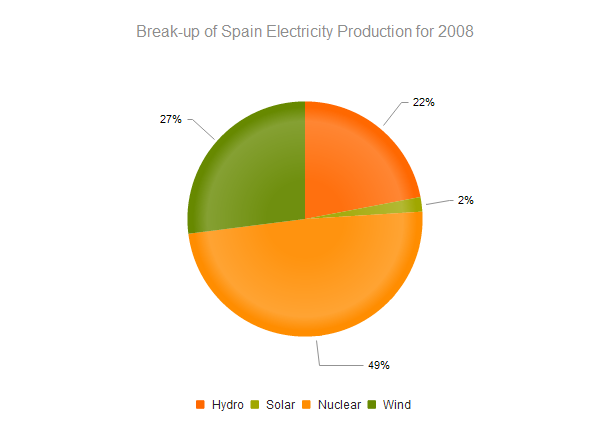 Break-up of Spain Electricity Production for 2008
22%
27%
2%
49%
Hydro Solar Nuclear Wind